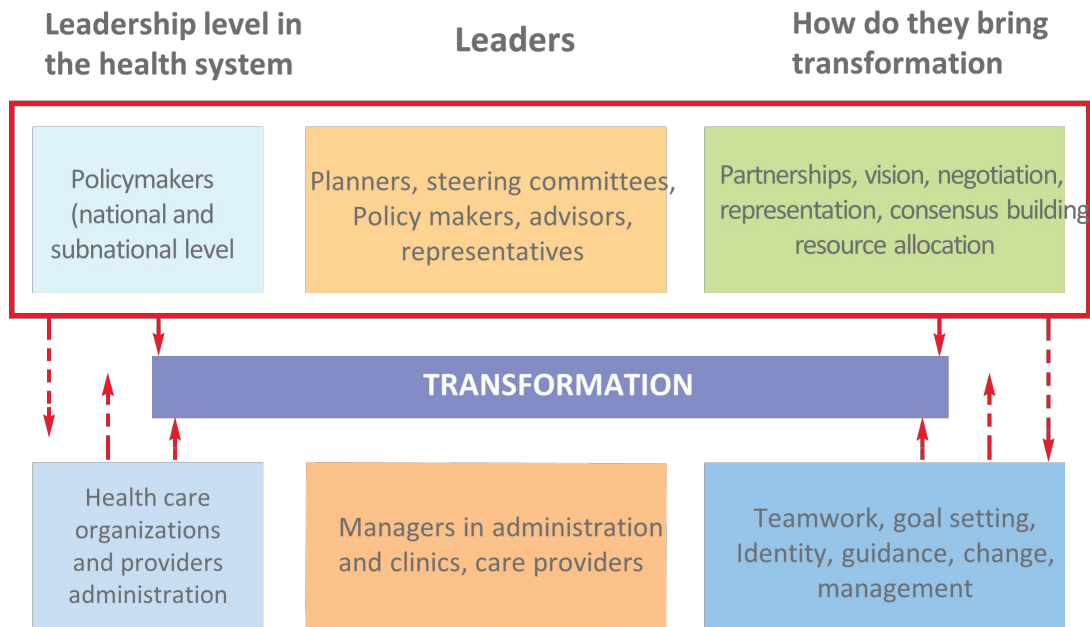 Leadership level in
the health system
Leaders
How do they bring
transformation
Policymakers
(national and
subnational level
Planners, steering committees,
Policy makers, advisors,
representatives
Partnerships, vision, negotiation,
representation, consensus building
resource allocation
TRANSFORMATION
Health care
organizations
and providers
administration
Managers in administration
and clinics, care providers
Teamwork, goal setting,
Identity, guidance, change,
management